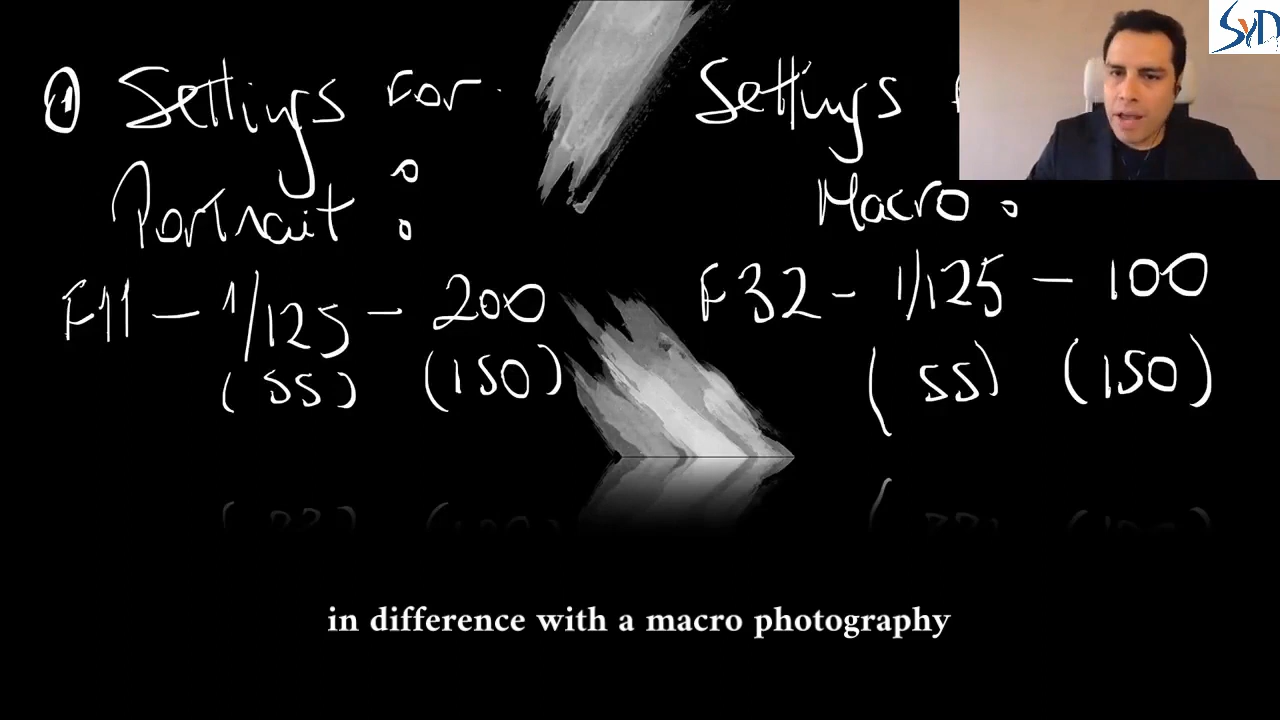 1 Settings For
Portrait :
F11 – 1/125 – 200
(55) (150)
Settings
Macro :
F32 - 1/125 – 100
(55) (150)
SYD
in difference with a macro photography